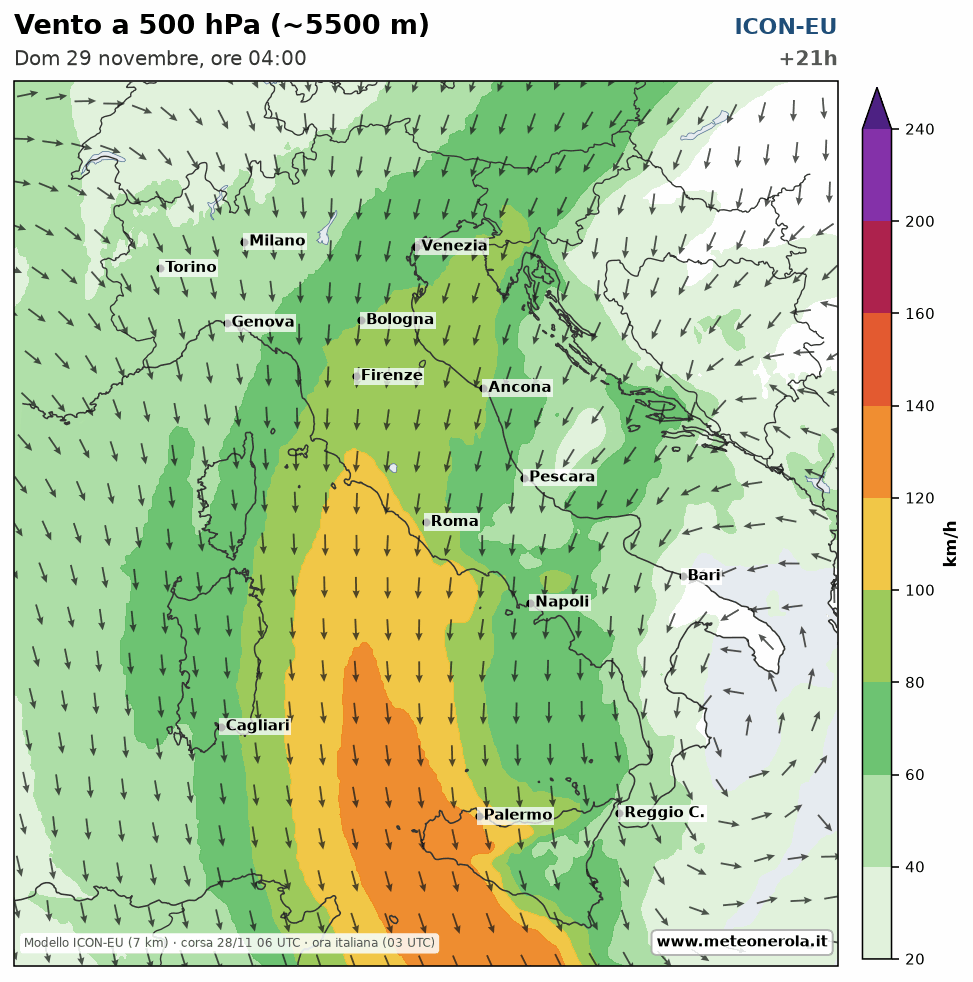 Vento a 500 hPa (~5500 m)
ICON-EU
Dom 29 novembre, ore 04:00
+21h
Milano
Venezia
Torino
Genova
Bologna
Firenze
Ancona
Pescara
Roma
Bari
Napoli
Cagliari
Palermo
Reggio C.
240
200
160
140
120
100
80
60
40
20
km/h
Modello ICON-EU (7 km) · corsa 28/11 06 UTC · ora italiana (03 UTC)
www.meteonerola.it